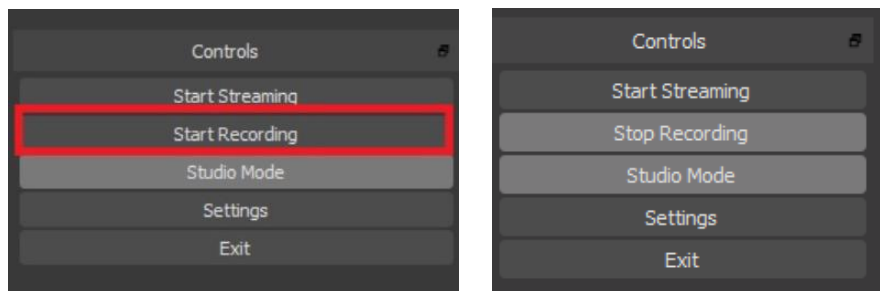 Controls
Start Streaming
Start Recording
Studio Mode
Settings
Exit
Controls
Start Streaming
Stop Recording
Studio Mode
Settings
Exit